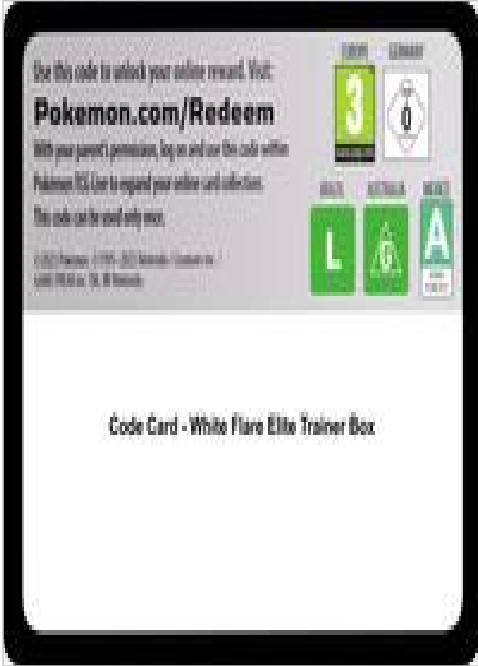 Use this code to unlock your online reward. Visit:
Pokemon.com/Redeem
With your parent's permission, log on and use this code within
Pokémon TCG Live to expand your online card collection.
This code can be used only once.
EUROPE GERMANY
3
0
BRAZIL AUSTRALIA MEXICO
L
G
A
Code Card - White Flare Elite Trainer Box